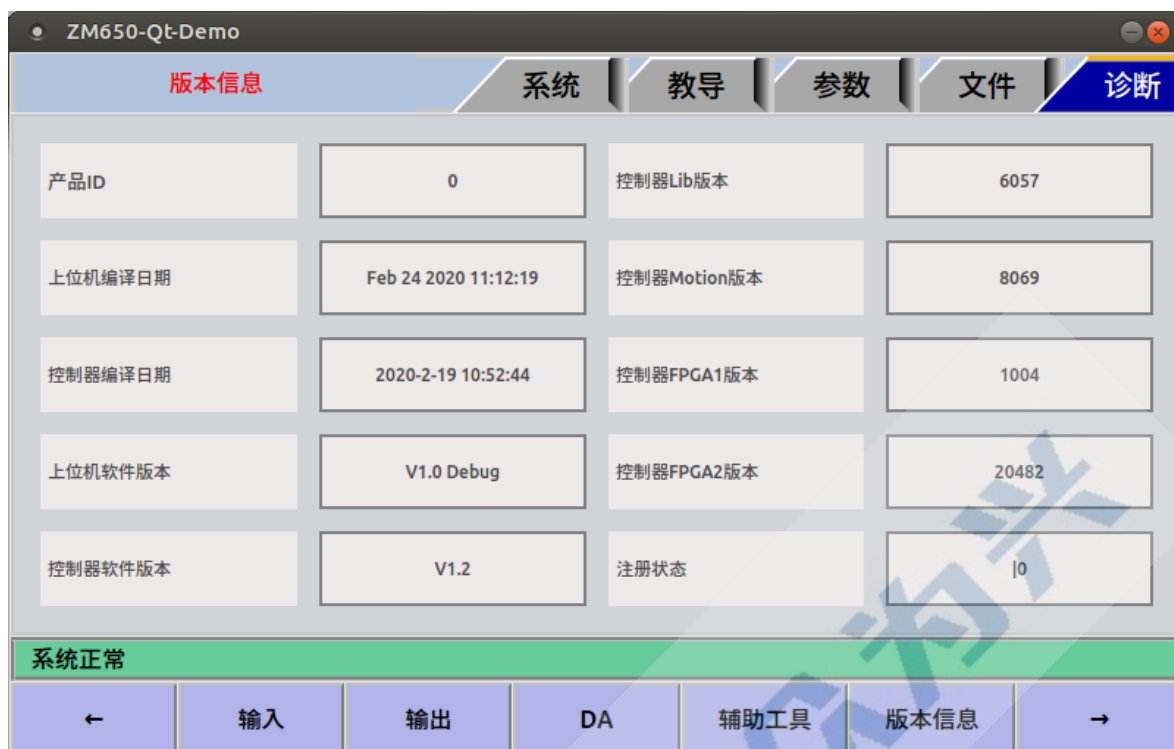 ZM650-Qt-Demo
版本信息 系统 教导 参数 文件 诊断
产品ID 0 控制器Lib版本 6057
上位机编译日期 Feb 24 2020 11:12:19 控制器Motion版本 8069
控制器编译日期 2020-2-19 10:52:44 控制器FPGA1版本 1004
上位机软件版本 V1.0 Debug 控制器FPGA2版本 20482
控制器软件版本 V1.2 注册状态 |0
系统正常
← 输入 输出 DA 辅助工具 版本信息 →
为兴